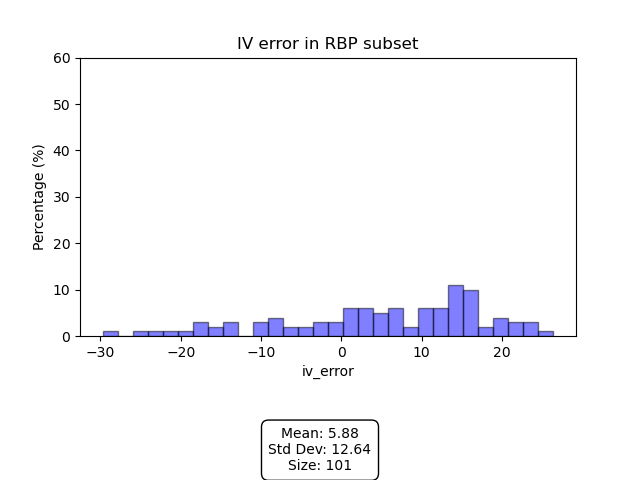 IV error in RBP subset
60
50
40
30
20
10
0
Percentage (%)
−30
−20
−10
0
10
20
iv_error
Mean: 5.88
Std Dev: 12.64
Size: 101